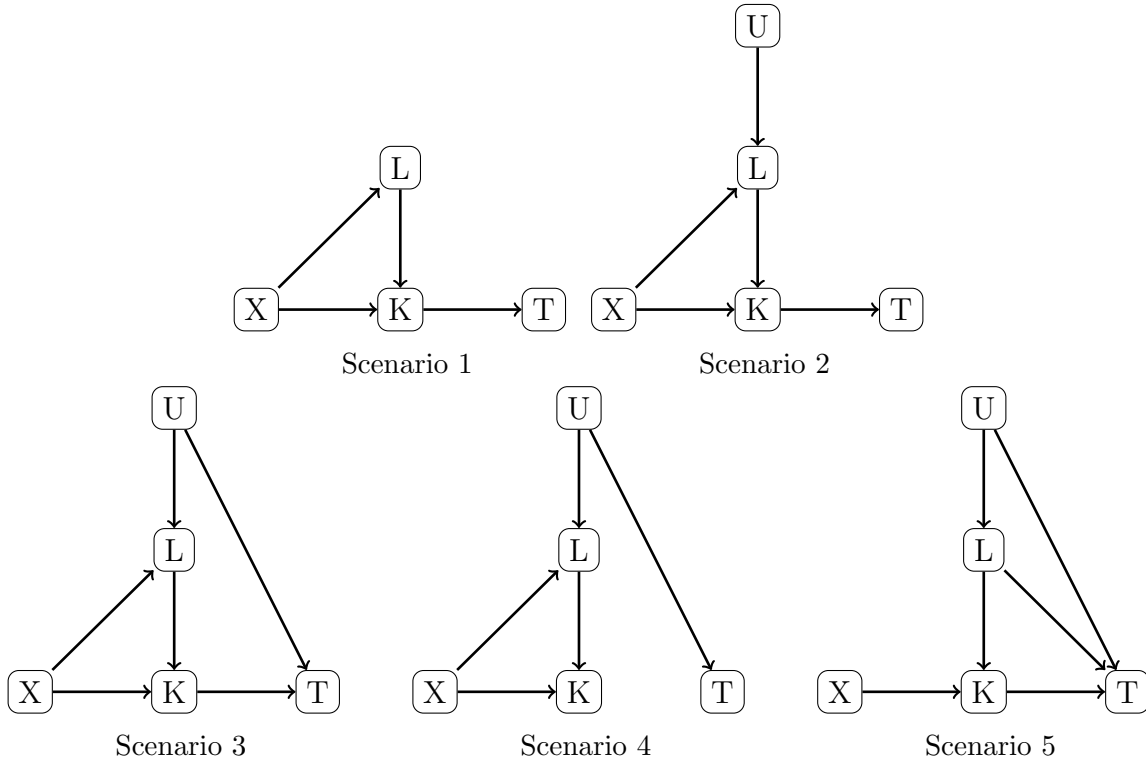 U
L
L
X
K
T
X
K
T
Scenario 1
Scenario 2
U
U
U
L
L
L
X
K
T
X
K
T
X
K
T
Scenario 3
Scenario 4
Scenario 5